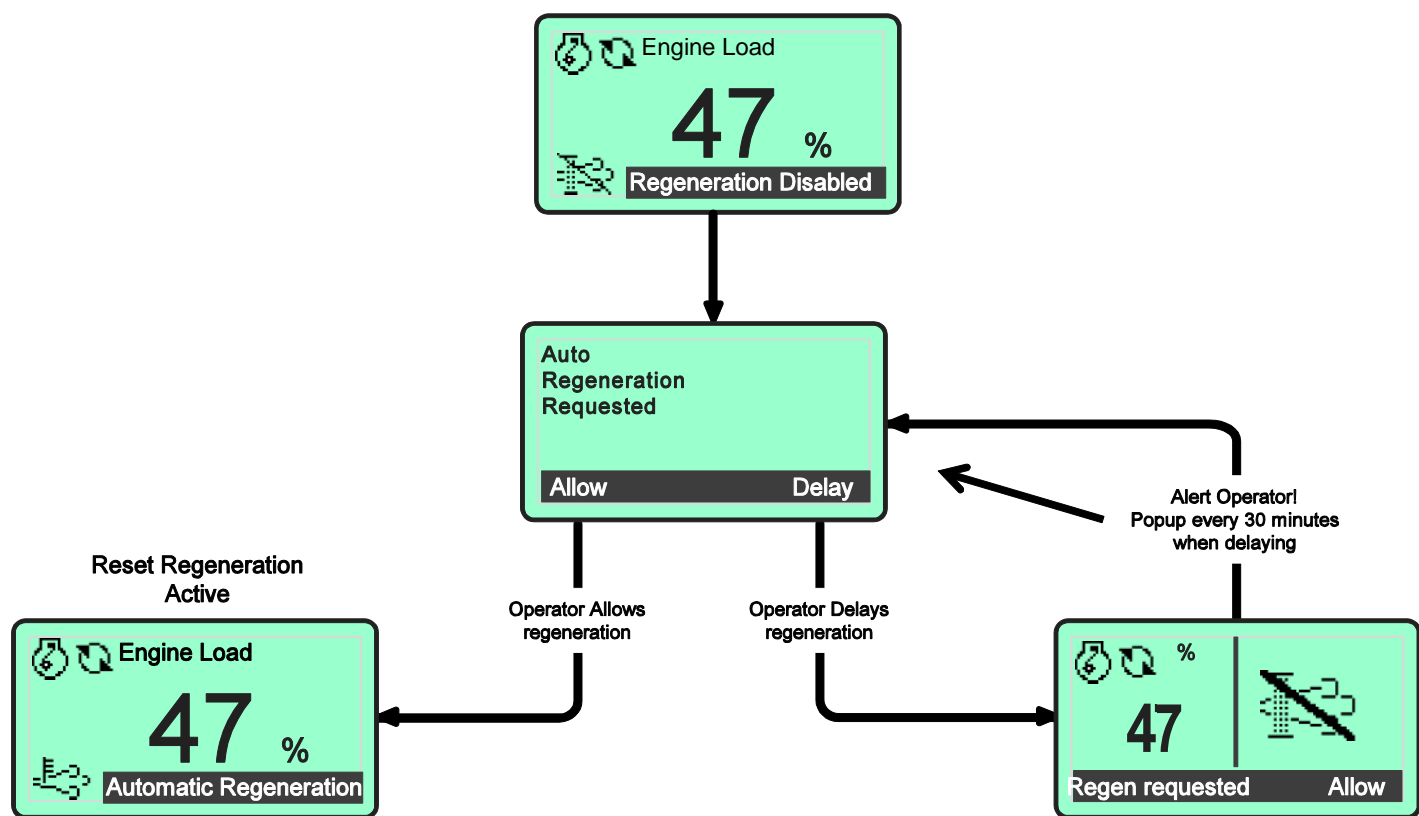 Engine Load
47 %
Regeneration Disabled
Auto
Regeneration
Requested
Allow Delay
Alert Operator!
Popup every 30 minutes
when delaying
Reset Regeneration
Active
Operator Allows
regeneration
Operator Delays
regeneration
Engine Load
47 %
Automatic Regeneration
%
47
Regen requested Allow